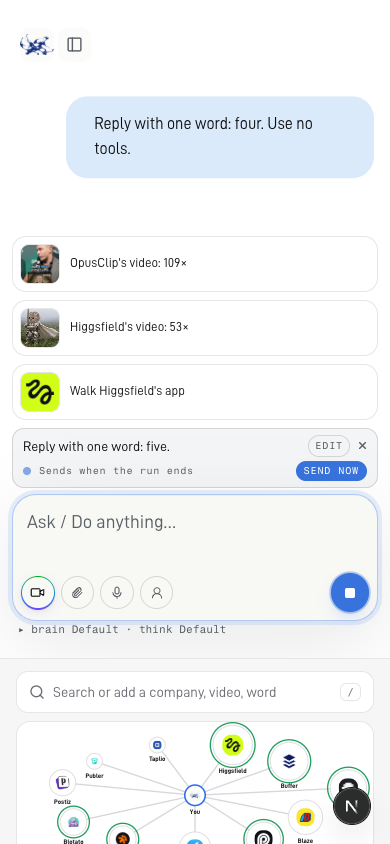 Reply with one word: four. Use no
tools.
OpusClip's video: 109×
Higgsfield's video: 53×
Walk Higgsfield's app
Reply with one word: five.
EDIT ×
Sends when the run ends
SEND NOW
Ask / Do anything...
▸ brain Default · think Default
Search or add a company, video, word
/
Taplio
Higgsfield
Publer
Buffer
Postiz
You
N
Blotato
Blaze